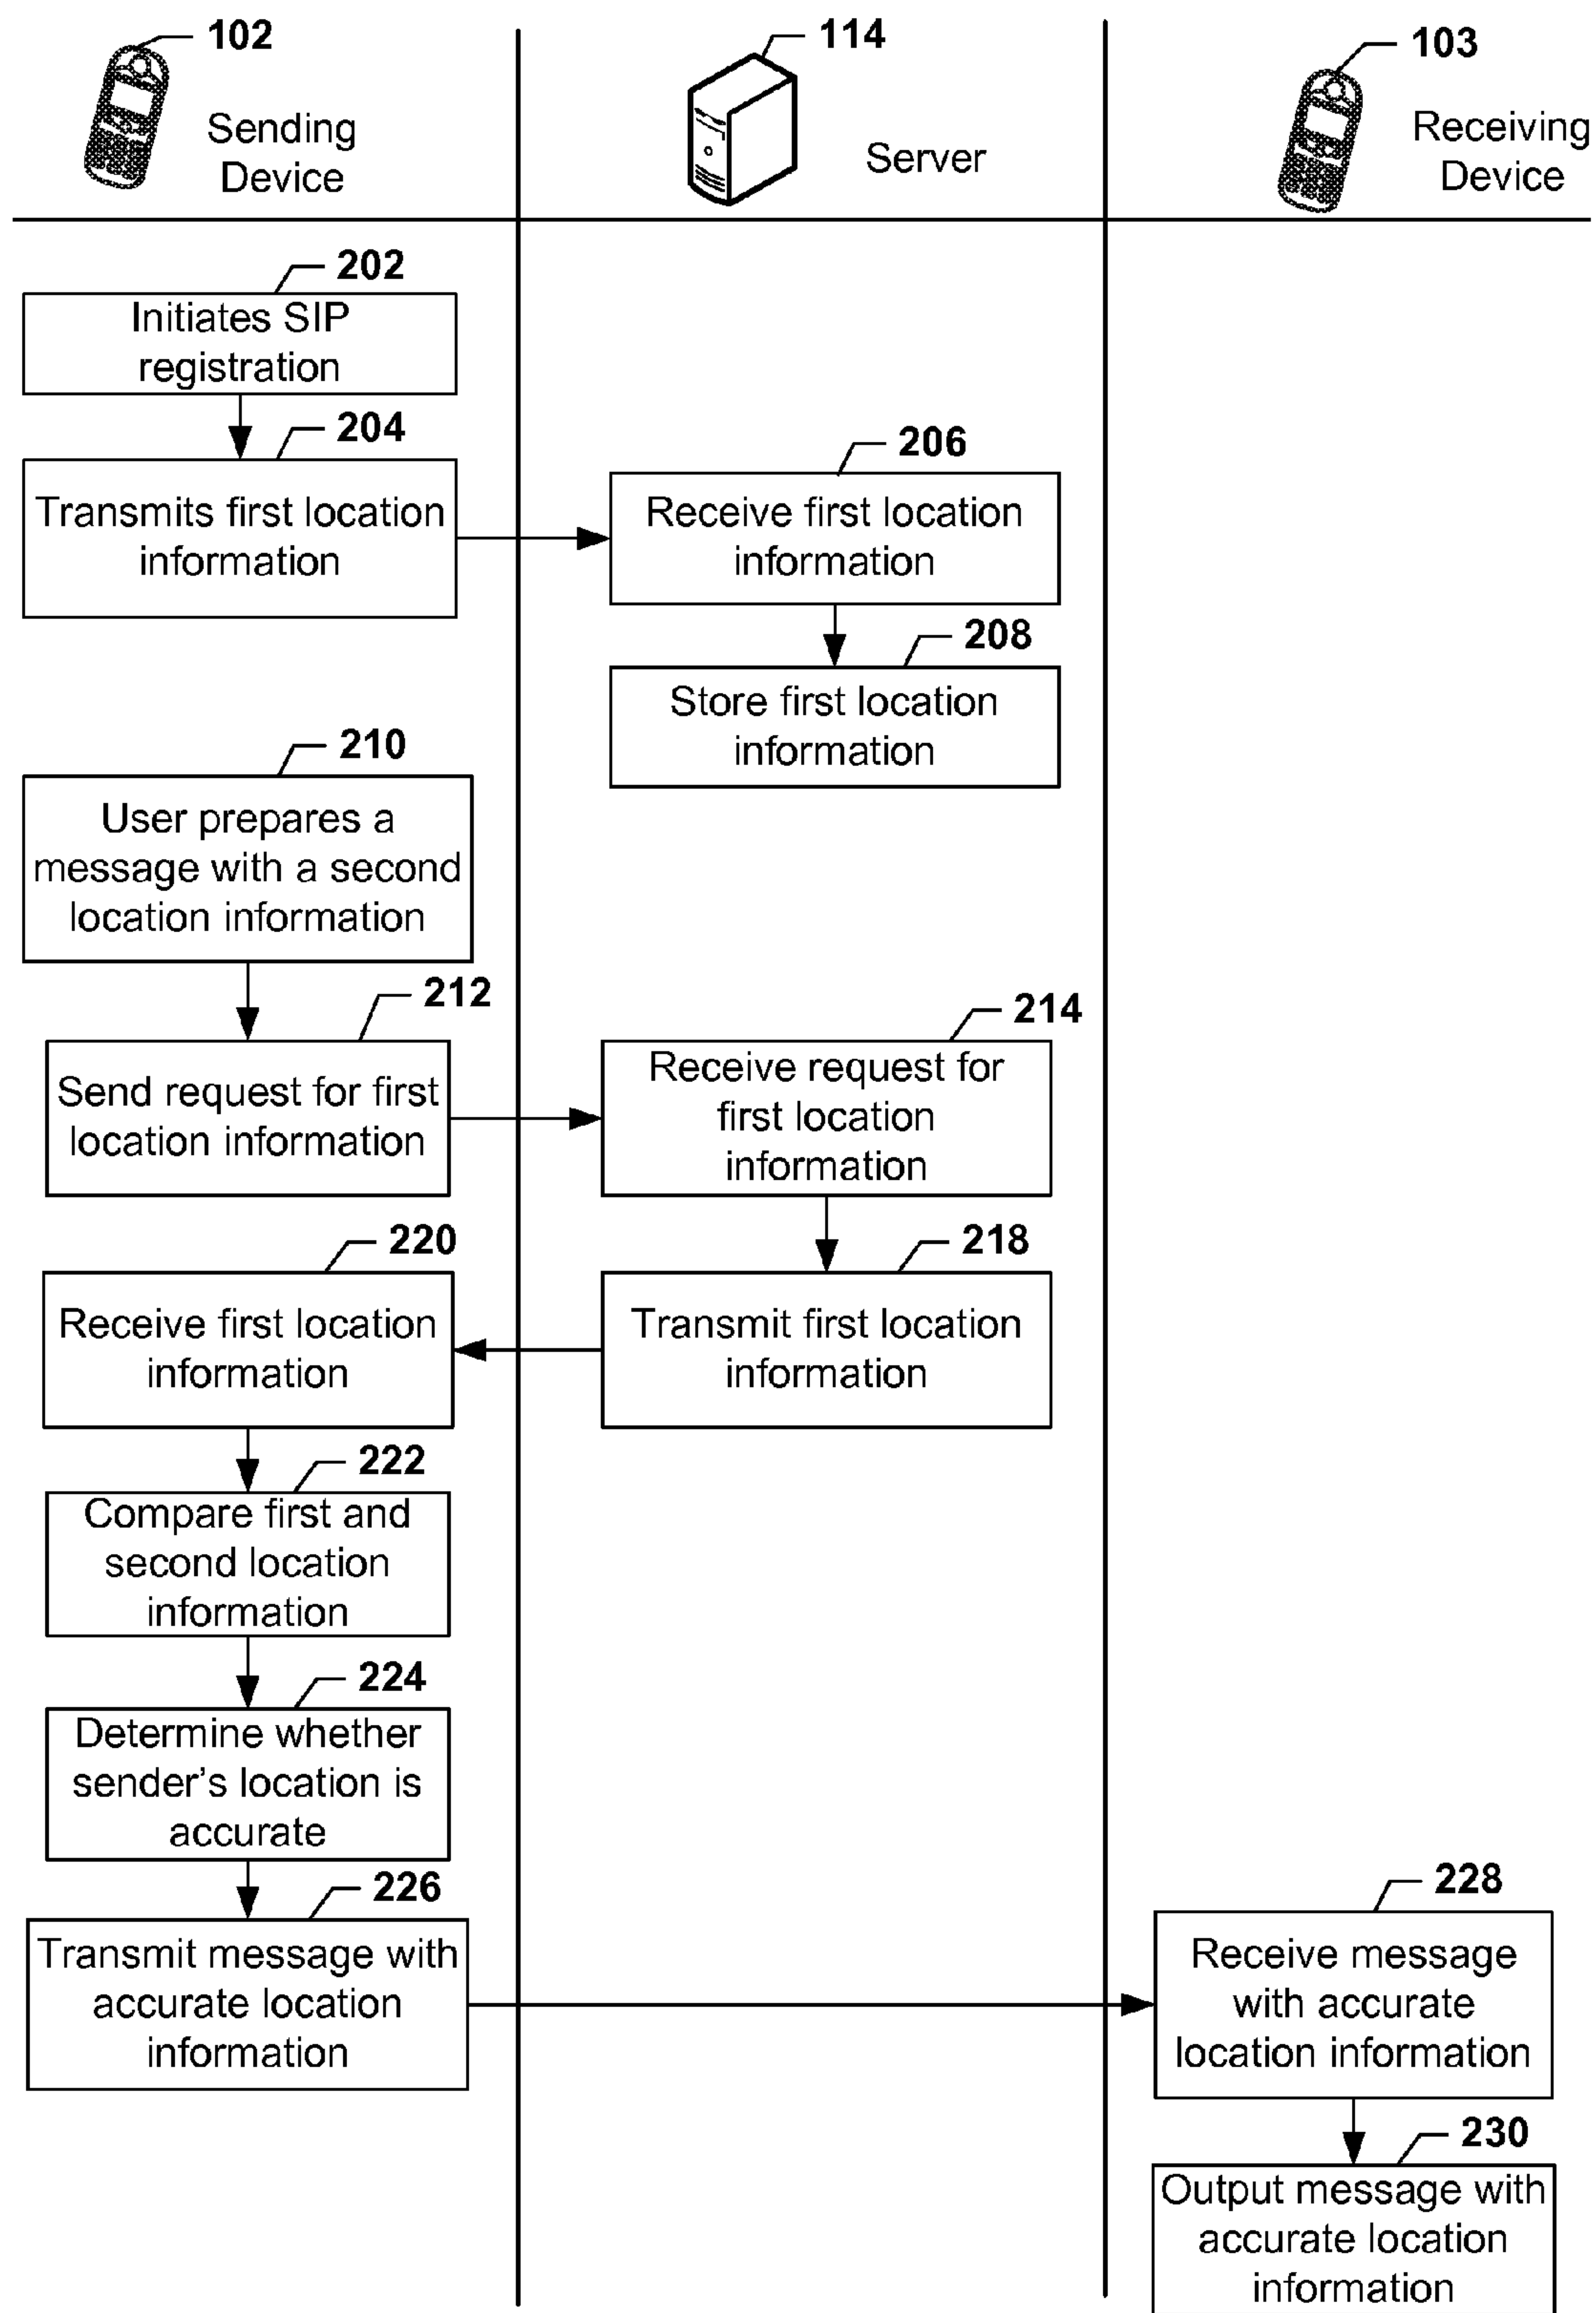 102
Sending
Device
114
Server
103
Receiving
Device
202
Initiates SIP
registration
204
Transmits first location
information
206
Receive first location
information
208
Store first location
information
210
User prepares a
message with a second
location information
212
Send request for first
location information
214
Receive request for
first location
information
218
Transmit first location
information
220
Receive first location
information
222
Compare first and
second location
information
224
Determine whether
sender's location is
accurate
226
Transmit message with
accurate location
information
228
Receive message
with accurate
location information
230
Output message with
accurate location
information